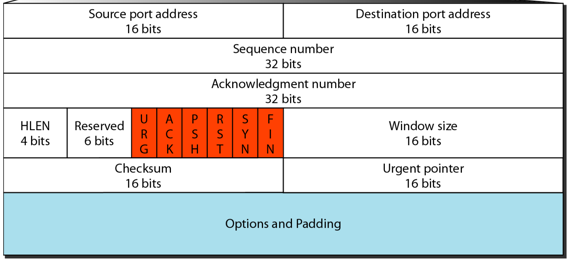 Source port address
16 bits
Destination port address
16 bits
Sequence number
32 bits
Acknowledgment number
32 bits
HLEN
4 bits
Reserved
6 bits
URG
ACK
PSH
RST
SYN
FIN
Window size
16 bits
Checksum
16 bits
Urgent pointer
16 bits
Options and Padding